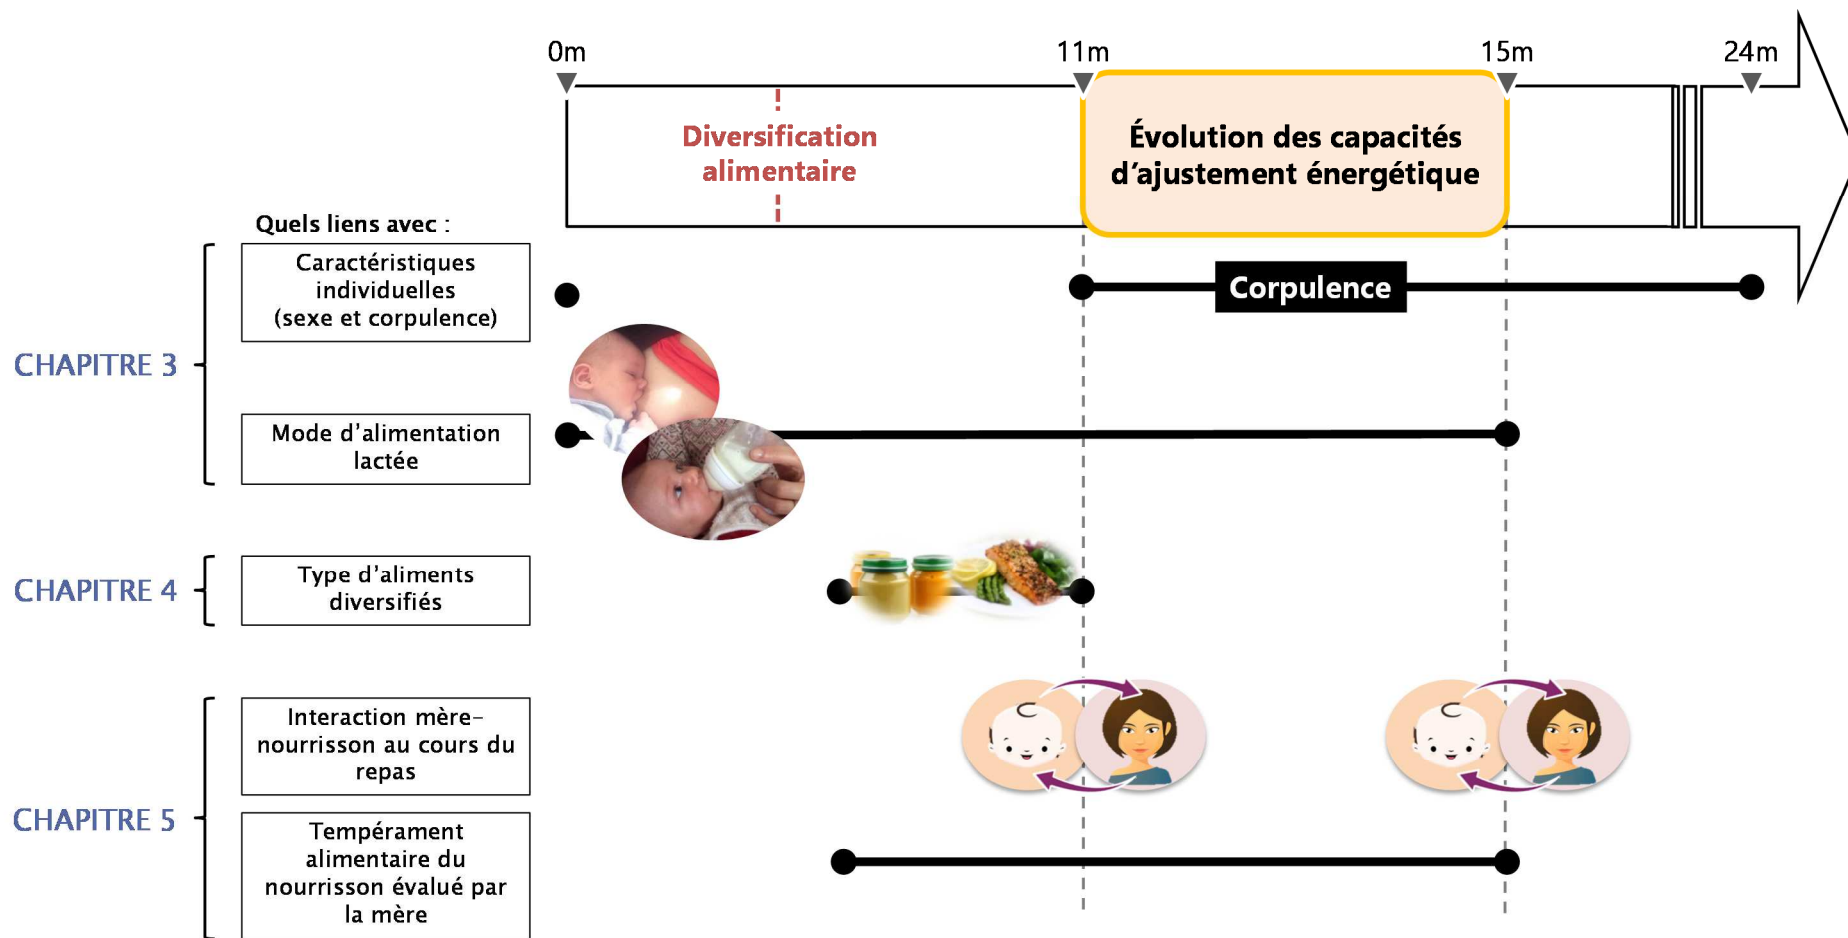 0m
11m
15m
24m
Diversification
alimentaire
Évolution des capacités
d’ajustement énergétique
Quels liens avec :
CHAPITRE 3
Caractéristiques
individuelles
(sexe et corpulence)
Corpulence
Mode d’alimentation
lactée
CHAPITRE 4
Type d’aliments
diversifiés
CHAPITRE 5
Interaction mère–
nourrisson au cours du
repas
Tempérament
alimentaire du
nourrisson évalué par
la mère